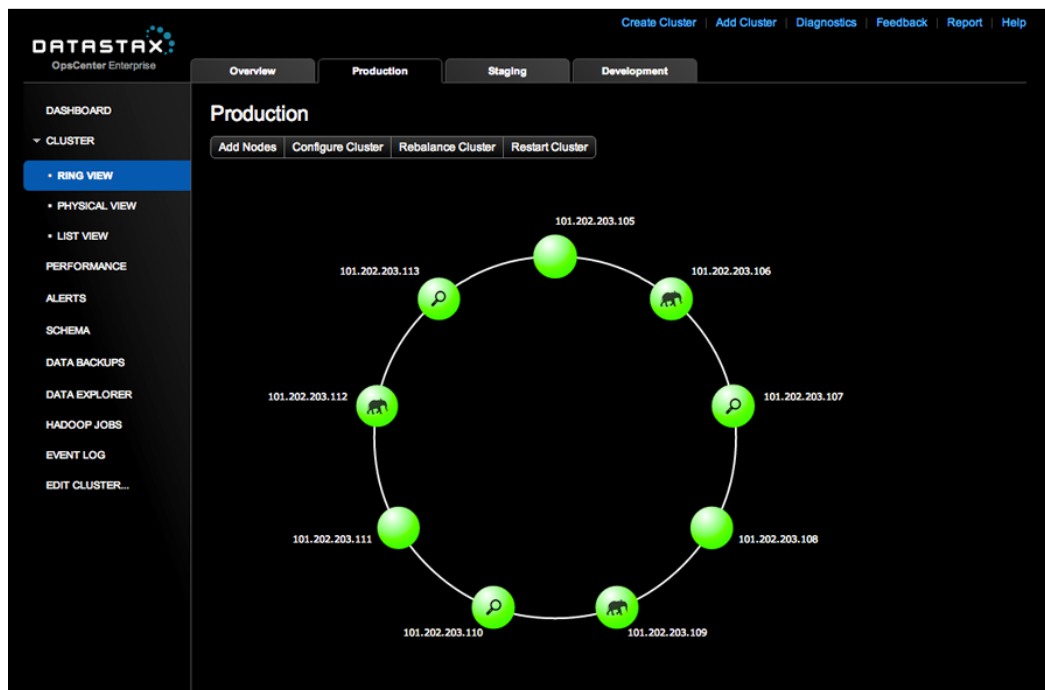 Create Cluster | Add Cluster | Diagnostics | Feedback | Report | Help
DATASTAX
OpsCenter Enterprise
Overview
Production
Staging
Development
DASHBOARD
CLUSTER
• RING VIEW
• PHYSICAL VIEW
• LIST VIEW
PERFORMANCE
ALERTS
SCHEMA
DATA BACKUPS
DATA EXPLORER
HADOOP JOBS
EVENT LOG
EDIT CLUSTER...
Production
Add Nodes
Configure Cluster
Rebalance Cluster
Restart Cluster
101.202.203.105
101.202.203.106
101.202.203.107
101.202.203.108
101.202.203.109
101.202.203.110
101.202.203.111
101.202.203.112
101.202.203.113